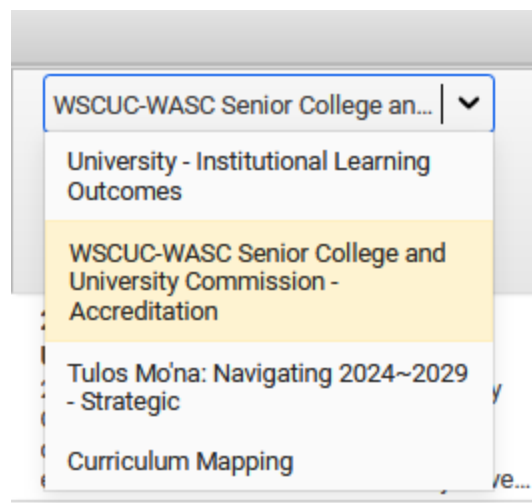 WSCUC-WASC Senior College an...
University - Institutional Learning
Outcomes
WSCUC-WASC Senior College and
University Commission -
Accreditation
Tulos Mo'na: Navigating 2024~2029
- Strategic
Curriculum Mapping